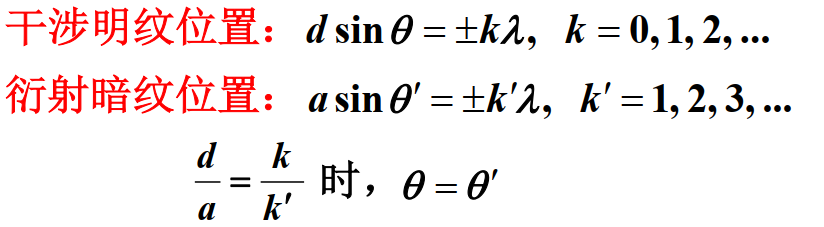 干涉明纹位置：d sin θ = ±kλ, k = 0, 1, 2, ...
衍射暗纹位置：a sin θ′ = ±k′λ, k′ = 1, 2, 3, ...
d/a = k/k′ 时，θ = θ′